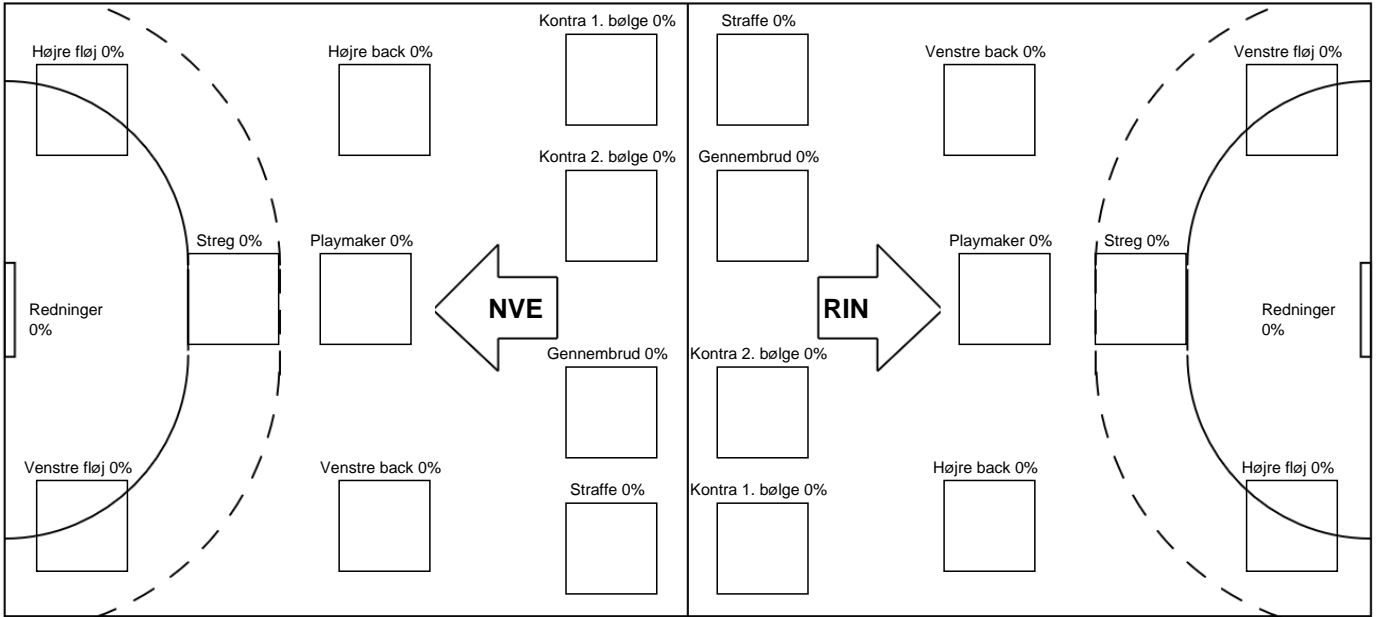 Kontra 1. bølge 0%
Straffe 0%
Højre fløj 0%
Højre back 0%
Venstre back 0%
Venstre fløj 0%
Kontra 2. bølge 0%
Gennembrud 0%
Streg 0%
Playmaker 0%
Playmaker 0%
Streg 0%
Redninger
0%
NVE
RIN
Redninger
0%
Gennembrud 0%
Kontra 2. bølge 0%
Venstre fløj 0%
Venstre back 0%
Højre back 0%
Højre fløj 0%
Straffe 0%
Kontra 1. bølge 0%